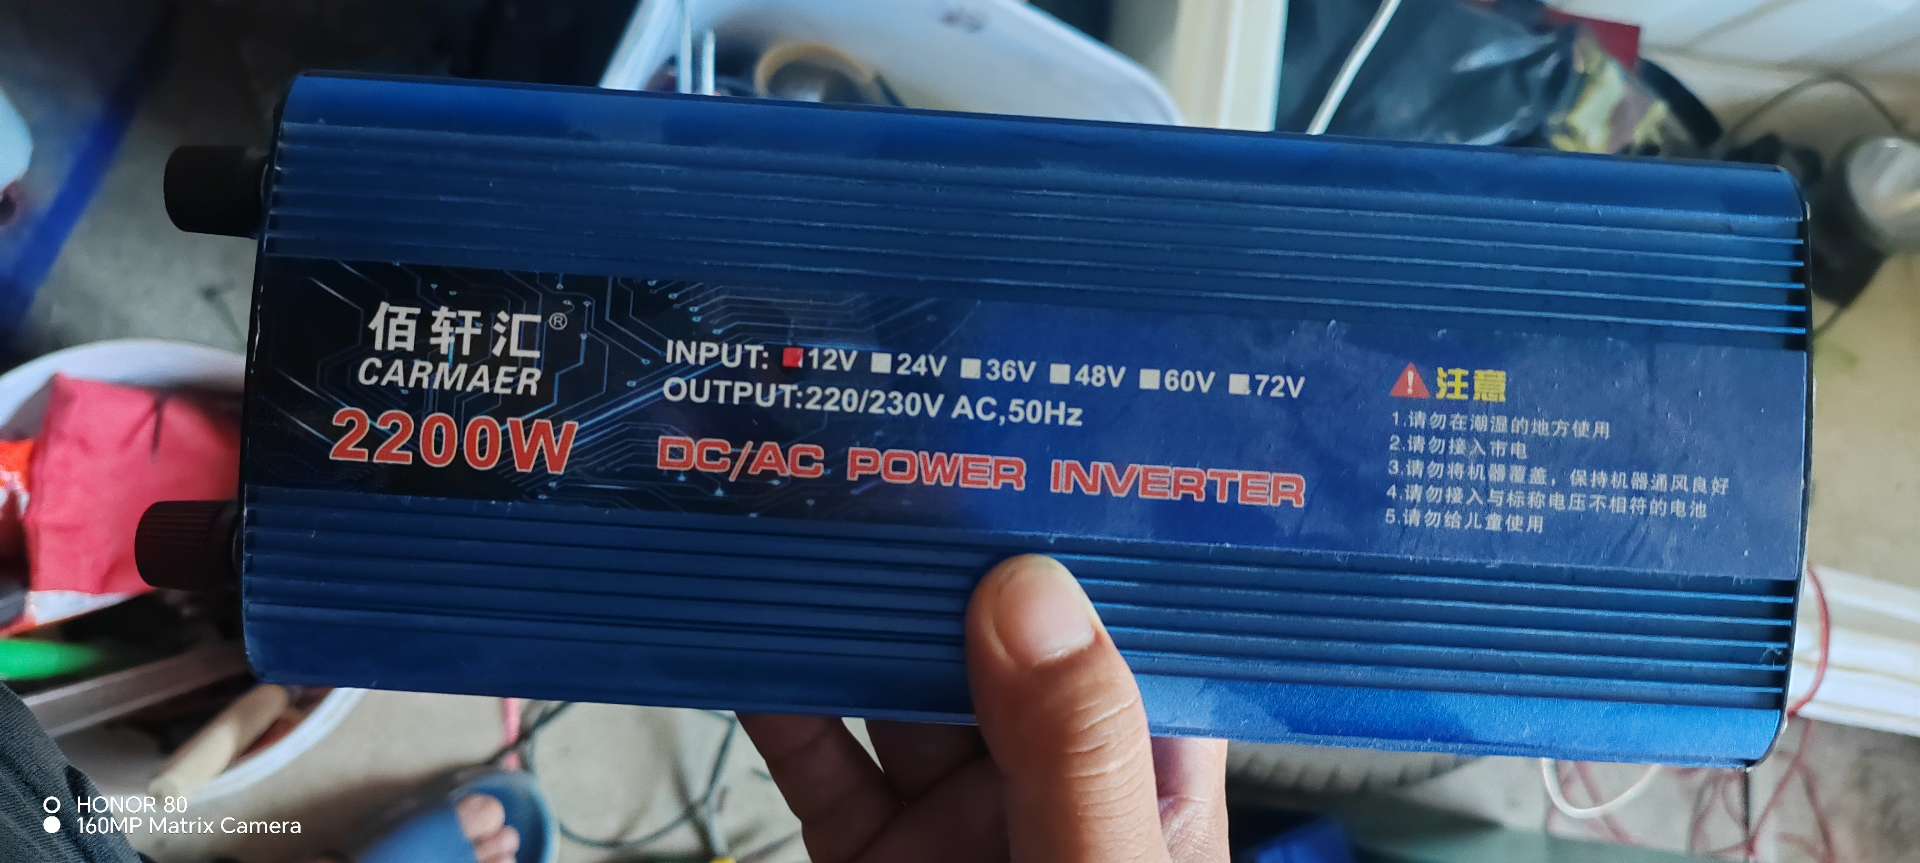 佰轩汇®
CARMAER
2200W
INPUT: 12V 24V 36V 48V 60V 72V
OUTPUT:220/230V AC,50Hz
DC/AC POWER INVERTER
注意
1.请勿在潮湿的地方使用
2.请勿接入市电
3.请勿将机器覆盖，保持机器通风良好
4.请勿接入与标称电压不相符的电池
5.请勿给儿童使用
HONOR 80
160MP Matrix Camera